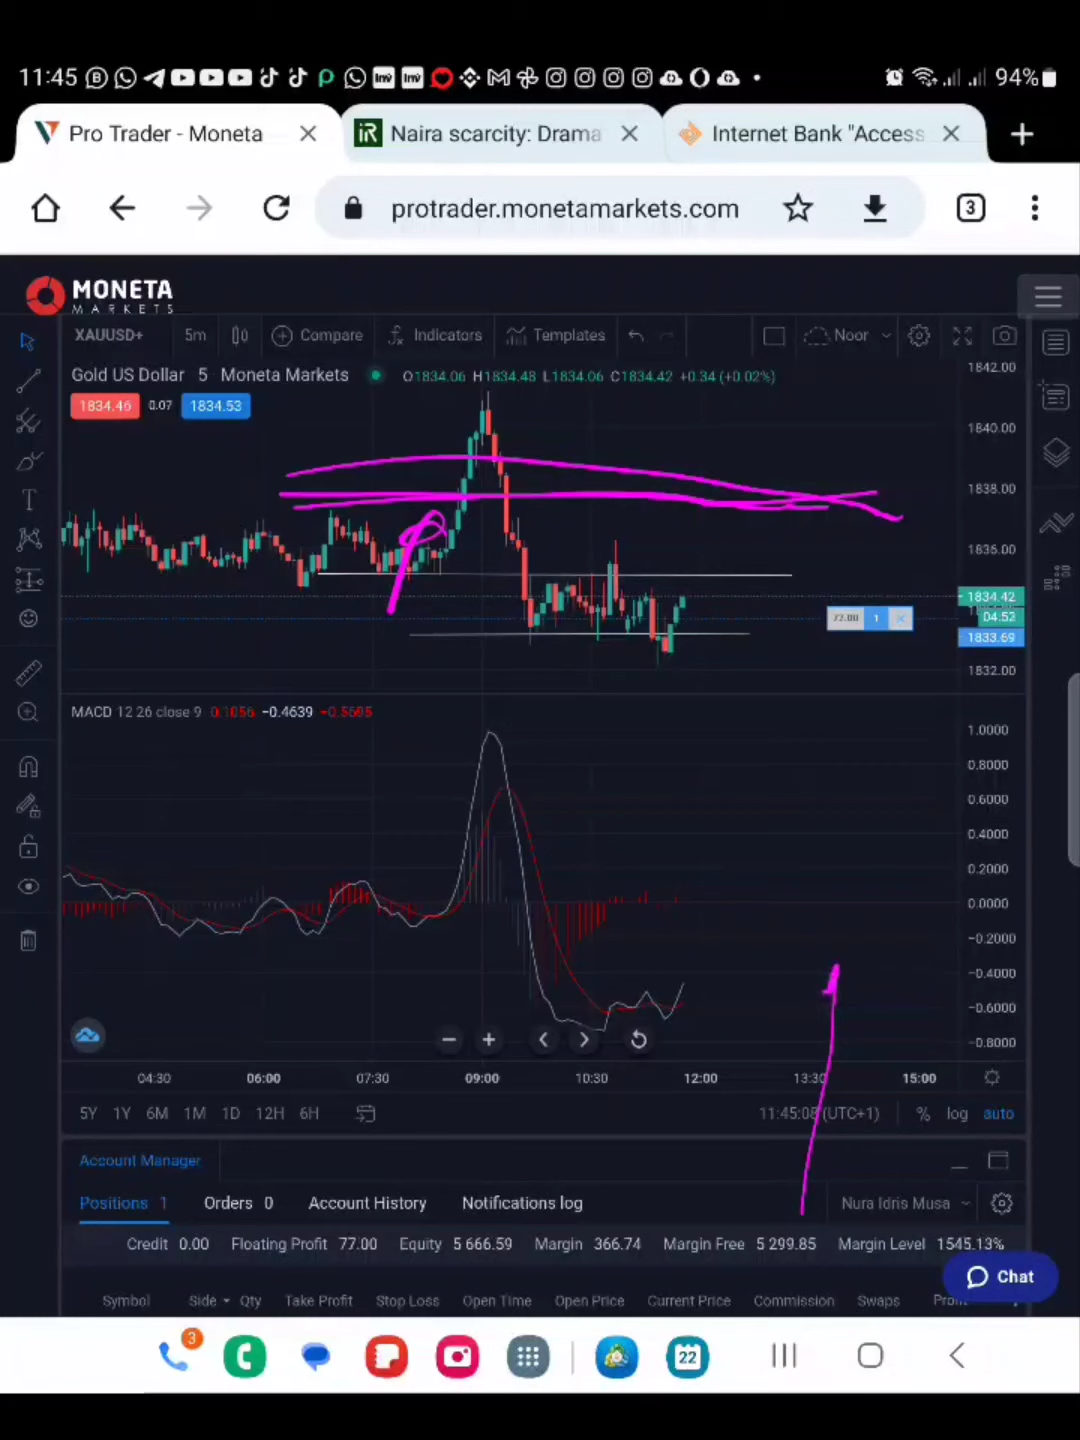 11:45 94%
Pro Trader - Moneta
Naira scarcity: Drama
Internet Bank "Access
protrader.monetamarkets.com
3
MONETA
MARKETS
XAUUSD+ 5m Compare Indicators Templates Noor
Gold US Dollar 5 Moneta Markets O1834.06 H1834.48 L1834.06 C1834.42 +0.34 (+0.02%)
1834.46 0.07 1834.53
1842.00
1840.00
1838.00
1836.00
1834.42
04:52
72.00 1
1833.69
1832.00
MACD 12 26 close 9 0.1056 −0.4639 −0.5695
1.0000
0.8000
0.6000
0.4000
0.2000
0.0000
−0.2000
−0.4000
−0.6000
−0.8000
04:30 06:00 07:30 09:00 10:30 12:00 13:30 15:00
5Y 1Y 6M 1M 1D 12H 6H 11:45:08 (UTC+1) % log auto
Account Manager
Positions 1 Orders 0 Account History Notifications log Nura Idris Musa
Credit 0.00 Floating Profit 77.00 Equity 5 666.59 Margin 366.74 Margin Free 5 299.85 Margin Level 1545.13%
Chat
Symbol Side Qty Take Profit Stop Loss Open Time Open Price Current Price Commission Swaps
3
22